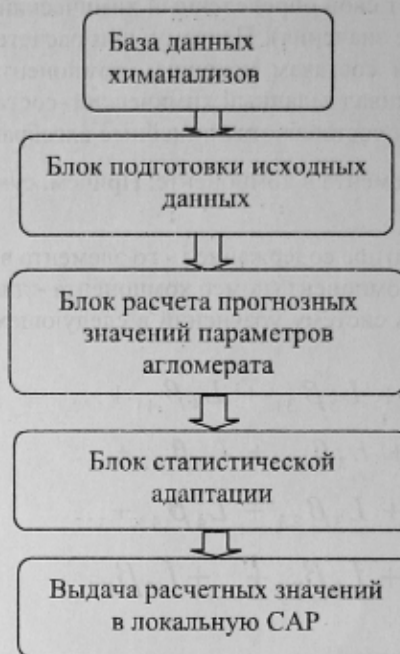 База данных
химанализов
Блок подготовки исходных
данных
Блок расчета прогнозных
значений параметров
агломерата
Блок статистической
адаптации
Выдача расчетных значений
в локальную САР